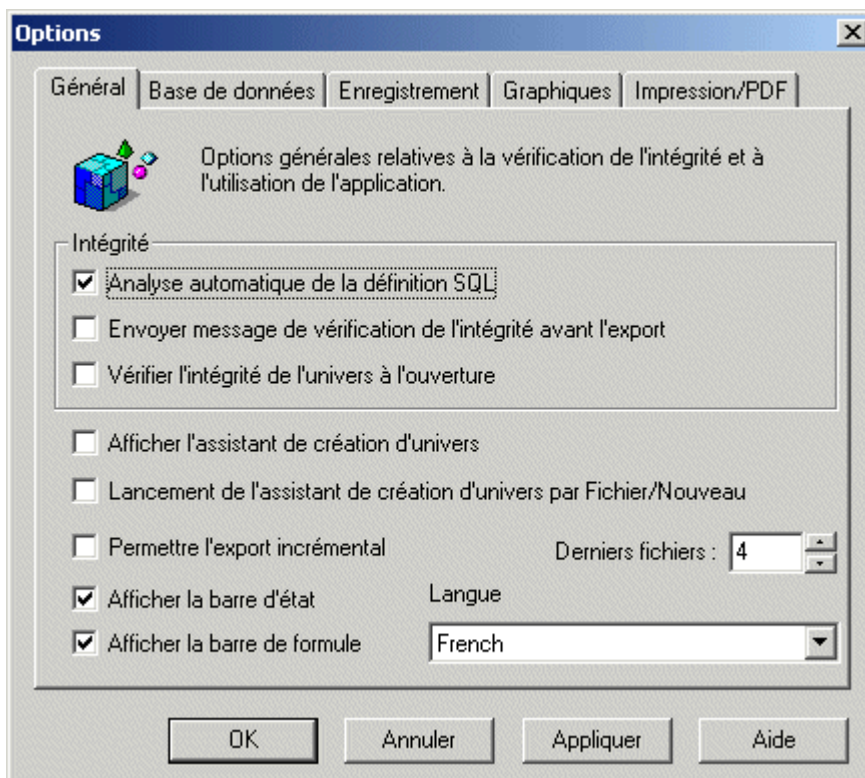 Options
Général Base de données Enregistrement Graphiques Impression/PDF
Options générales relatives à la vérification de l'intégrité et à
l'utilisation de l'application.
Intégrité
Analyse automatique de la définition SQL
Envoyer message de vérification de l'intégrité avant l'export
Vérifier l'intégrité de l'univers à l'ouverture
Afficher l'assistant de création d'univers
Lancement de l'assistant de création d'univers par Fichier/Nouveau
Permettre l'export incrémental Derniers fichiers : 4
Afficher la barre d'état Langue
Afficher la barre de formule French
OK Annuler Appliquer Aide